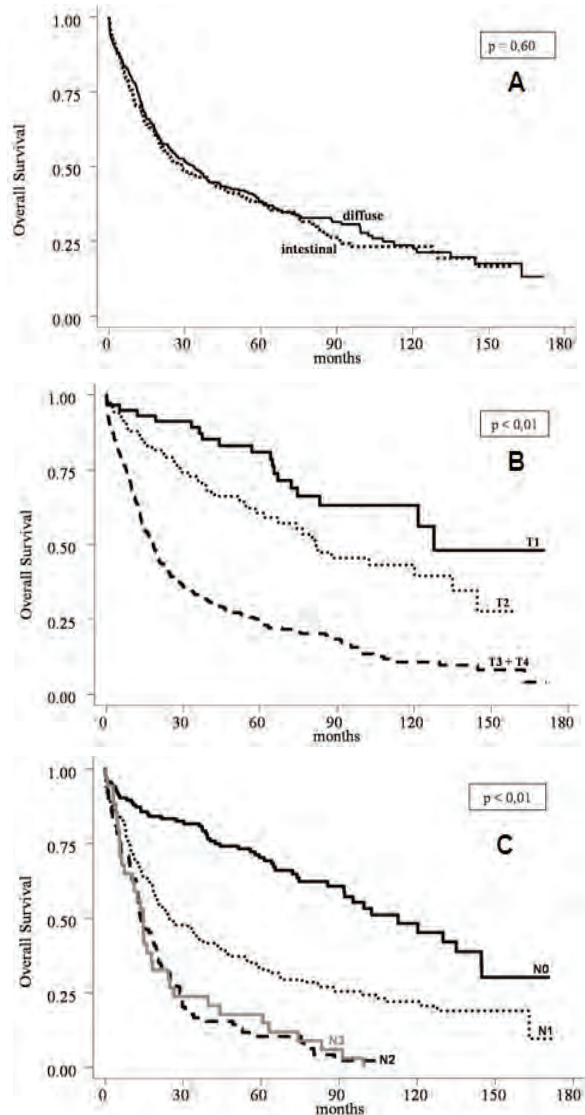 1.00
p = 0,60
A
0.75
Overall Survival
0.50
diffuse
intestinal
0.25
0.00
0 30 60 90 120 150 180
months
1.00
p < 0,01
B
0.75
Overall Survival
0.50
T1
T2
0.25
T3 + T4
0.00
0 30 60 90 120 150 180
months
1.00
p < 0,01
C
0.75
Overall Survival
0.50
N0
0.25
N1
N3
N2
0.00
0 30 60 90 120 150 180
months